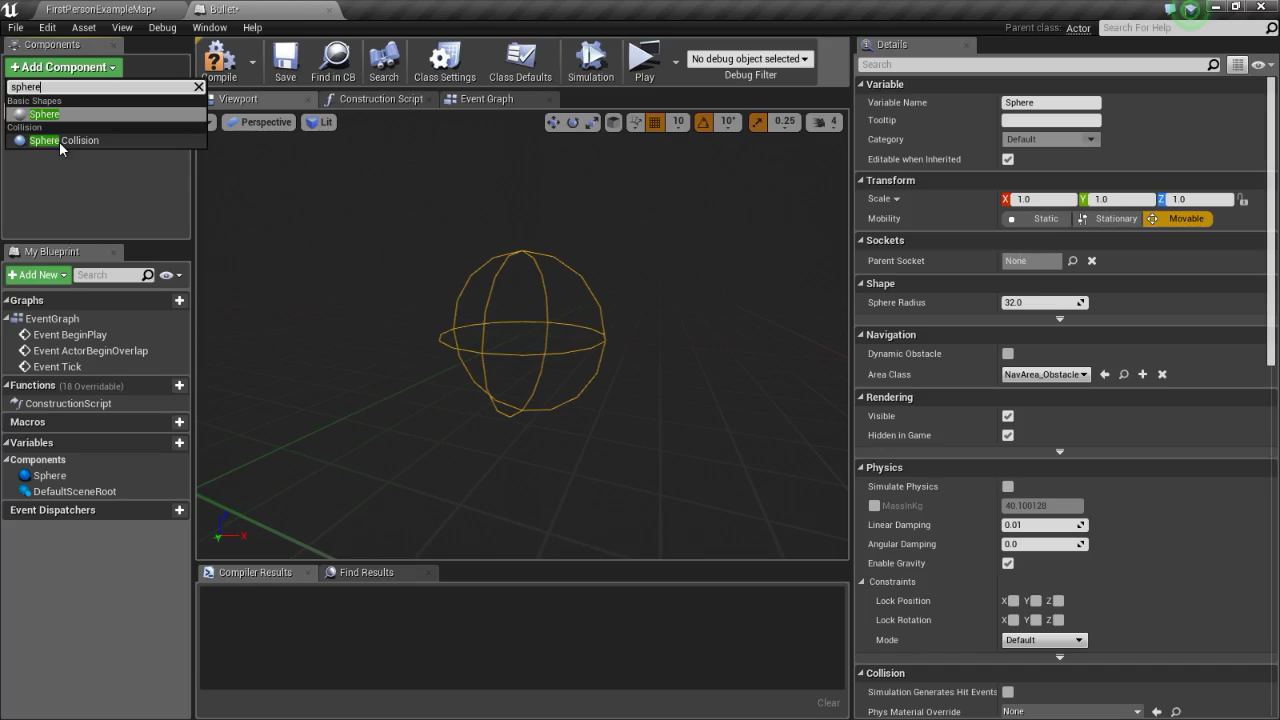 FirstPersonExampleMap*
Bullet*
File Edit Asset View Debug Window Help
Parent class: Actor
Search For Help
Components
+Add Component
sphere
Basic Shapes
Sphere
Collision
Sphere Collision
My Blueprint
+Add New
Search
Graphs
EventGraph
Event BeginPlay
Event ActorBeginOverlap
Event Tick
Functions (18 Overridable)
ConstructionScript
Macros
Variables
Components
Sphere
DefaultSceneRoot
Event Dispatchers
Compile
Save
Find in CB
Search
Class Settings
Class Defaults
Simulation
Play
No debug object selected
Debug Filter
Viewport
Construction Script
Event Graph
Perspective
Lit
10
10°
0.25
4
X
Compiler Results
Find Results
Clear
Details
Search
Variable
Variable Name Sphere
Tooltip
Category Default
Editable when Inherited
Transform
Scale X 1.0 Y 1.0 Z 1.0
Mobility Static Stationary Movable
Sockets
Parent Socket None
Shape
Sphere Radius 32.0
Navigation
Dynamic Obstacle
Area Class NavArea_Obstacle
Rendering
Visible
Hidden in Game
Physics
Simulate Physics
MassInKg 40.100128
Linear Damping 0.01
Angular Damping 0.0
Enable Gravity
Constraints
Lock Position X Y Z
Lock Rotation X Y Z
Mode Default
Collision
Simulation Generates Hit Events
Phys Material Override None